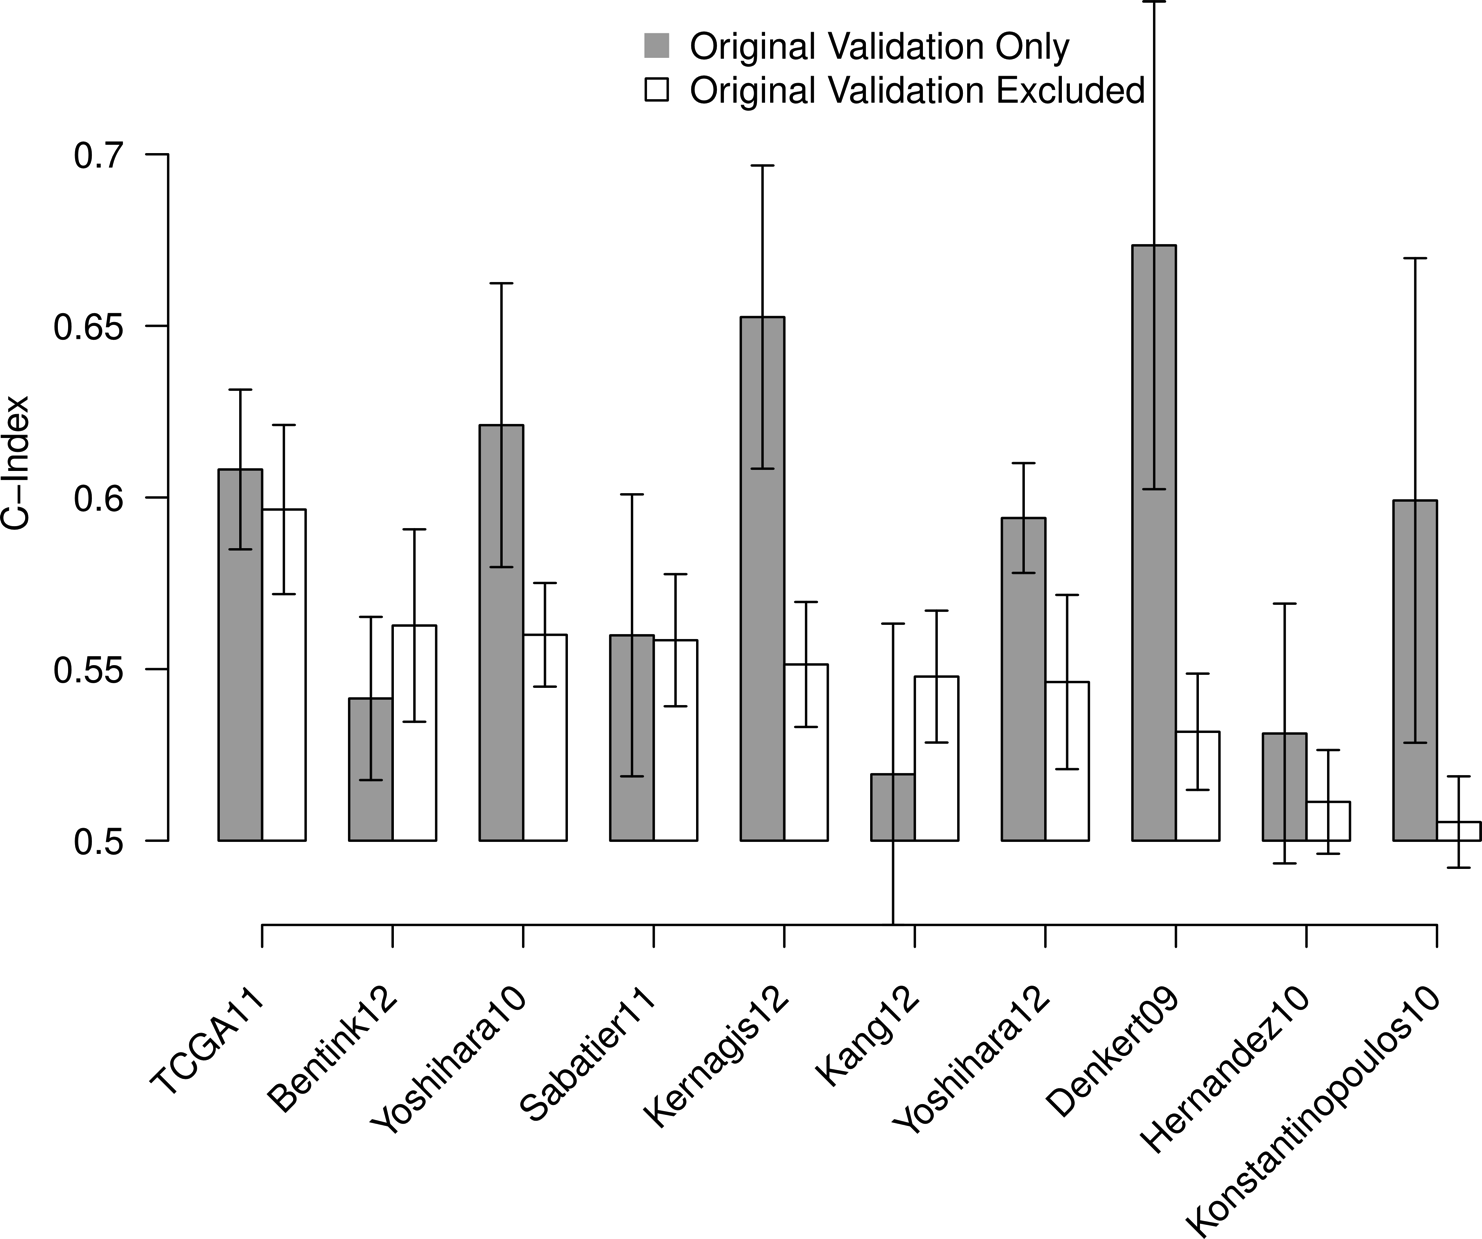 Original Validation Only
Original Validation Excluded
C−Index
0.7
0.65
0.6
0.55
0.5
TCGA11
Bentink12
Yoshihara10
Sabatier11
Kernagis12
Kang12
Yoshihara12
Denkert09
Hernandez10
Konstantinopoulos10